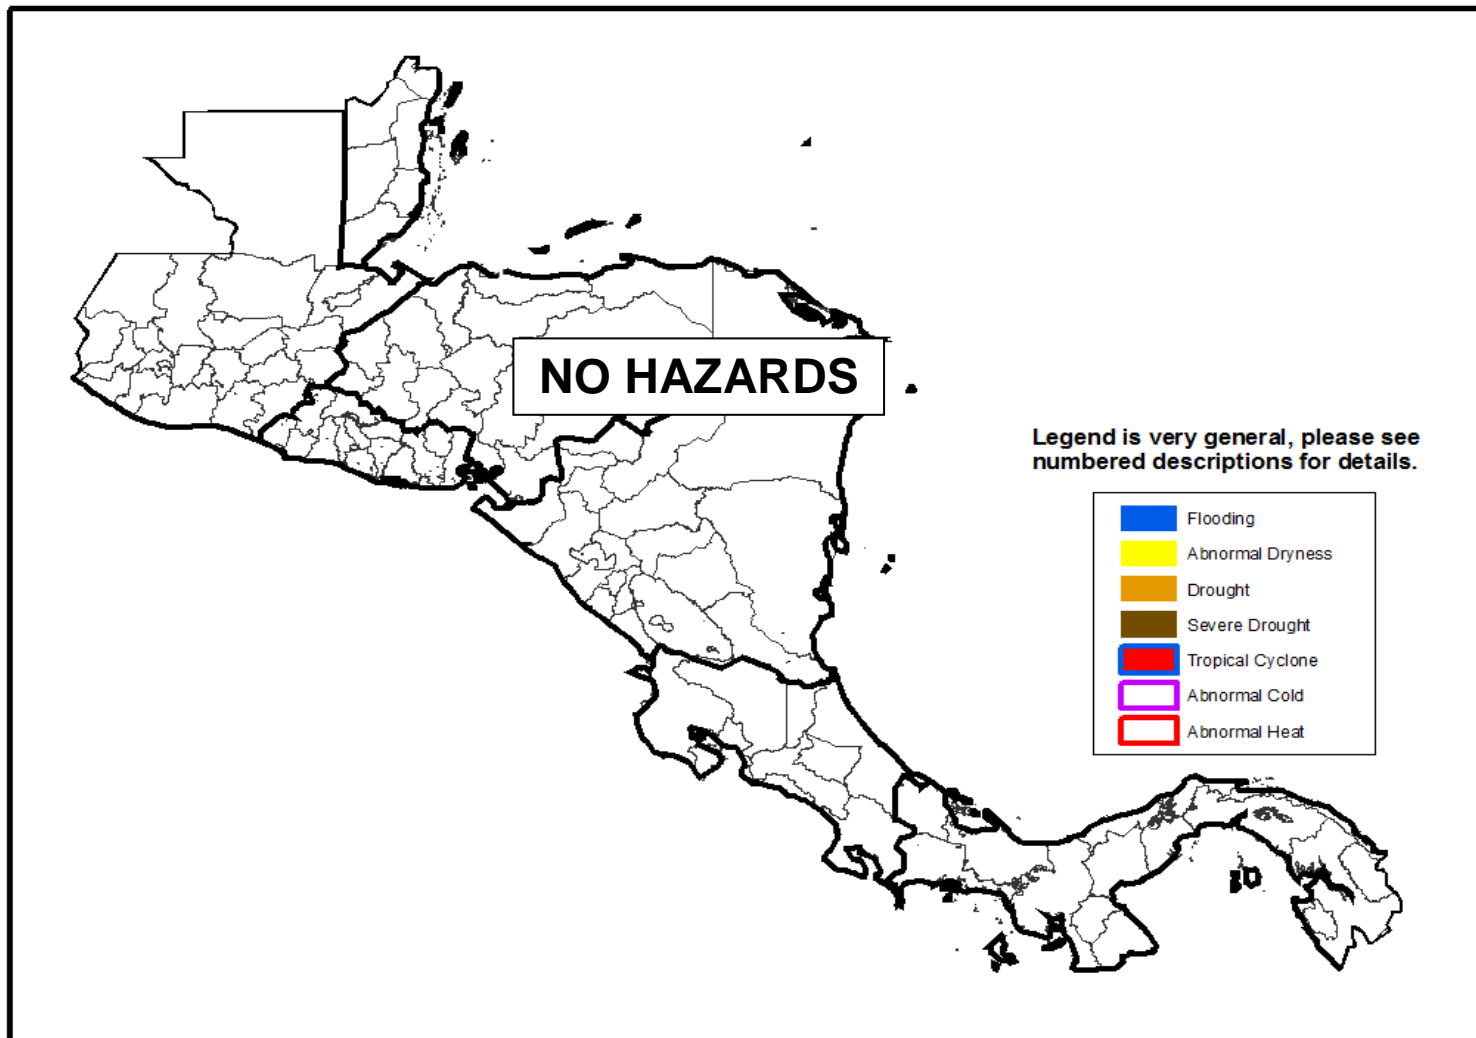 NO HAZARDS
Legend is very general, please see
numbered descriptions for details.
Flooding
Abnormal Dryness
Drought
Severe Drought
Tropical Cyclone
Abnormal Cold
Abnormal Heat